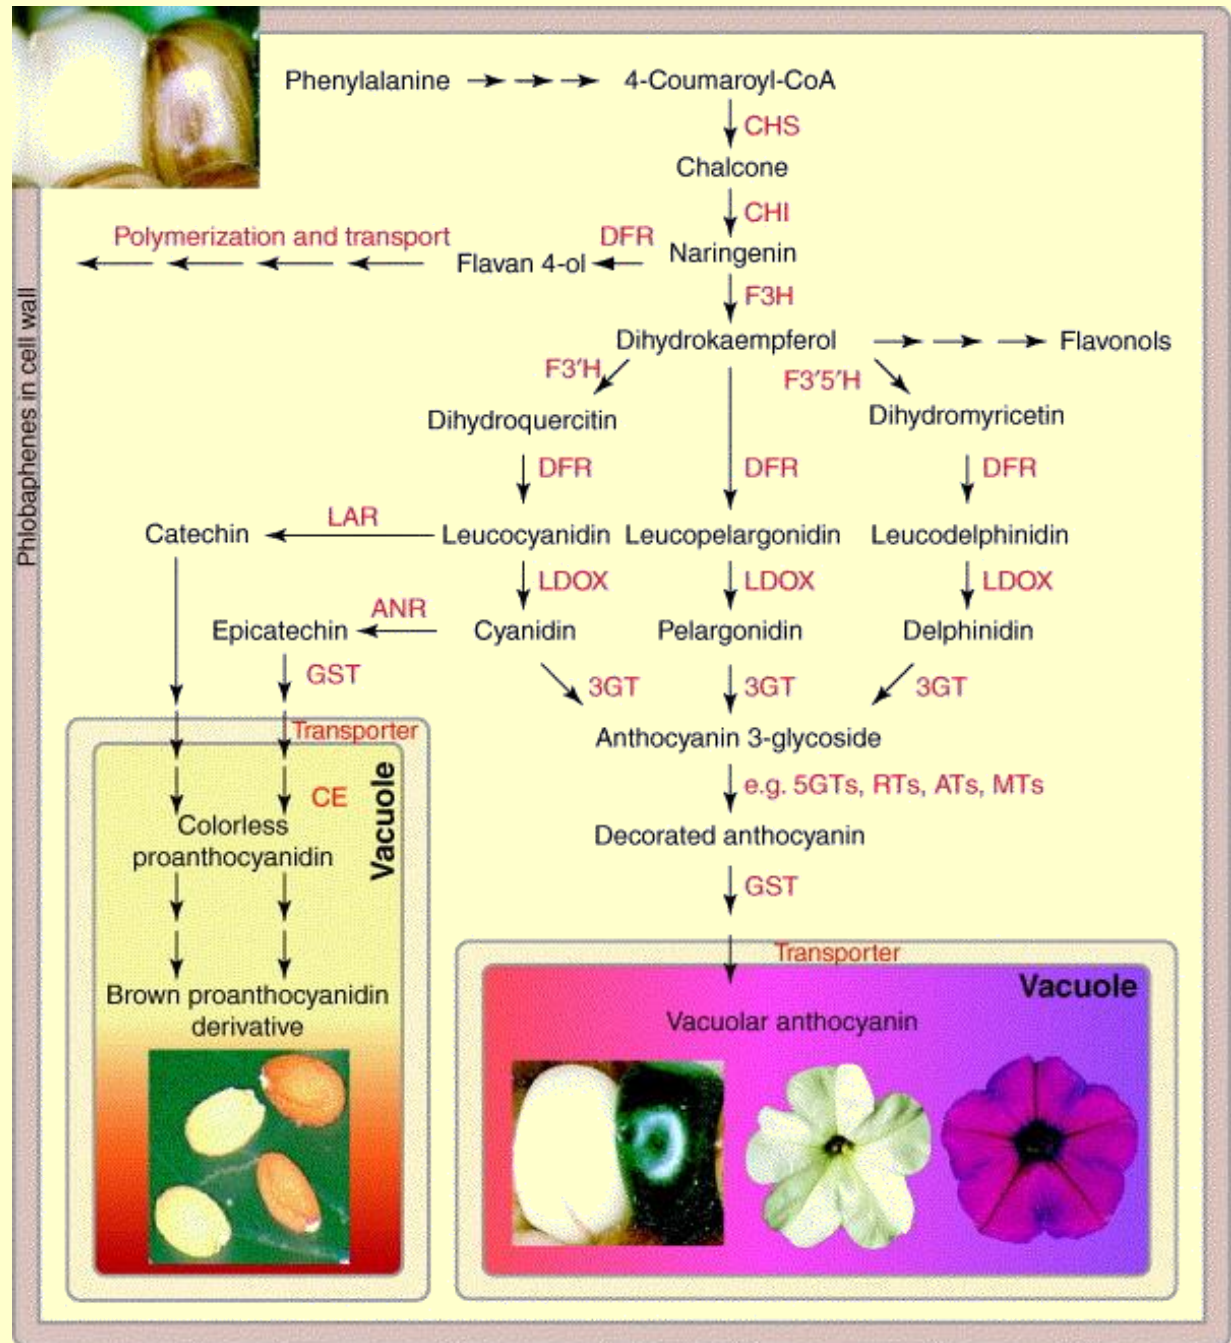 Phenylalanine
4-Coumaroyl-CoA
CHS
Chalcone
CHI
Polymerization and transport
DFR
Naringenin
Flavan 4-ol
F3H
Dihydrokaempferol
Flavonols
F3'H
F3'5'H
Dihydroquercitin
Dihydromyricetin
DFR
DFR
DFR
LAR
Catechin
Leucocyanidin
Leucopelargonidin
Leucodelphinidin
LDOX
LDOX
LDOX
ANR
Epicatechin
Cyanidin
Pelargonidin
Delphinidin
GST
3GT
3GT
3GT
Transporter
Anthocyanin 3-glycoside
CE
e.g. 5GTs, RTs, ATs, MTs
Colorless
proanthocyanidin
Vacuole
Decorated anthocyanin
GST
Transporter
Brown proanthocyanidin
derivative
Vacuole
Vacuolar anthocyanin
Phlobaphenes in cell wall